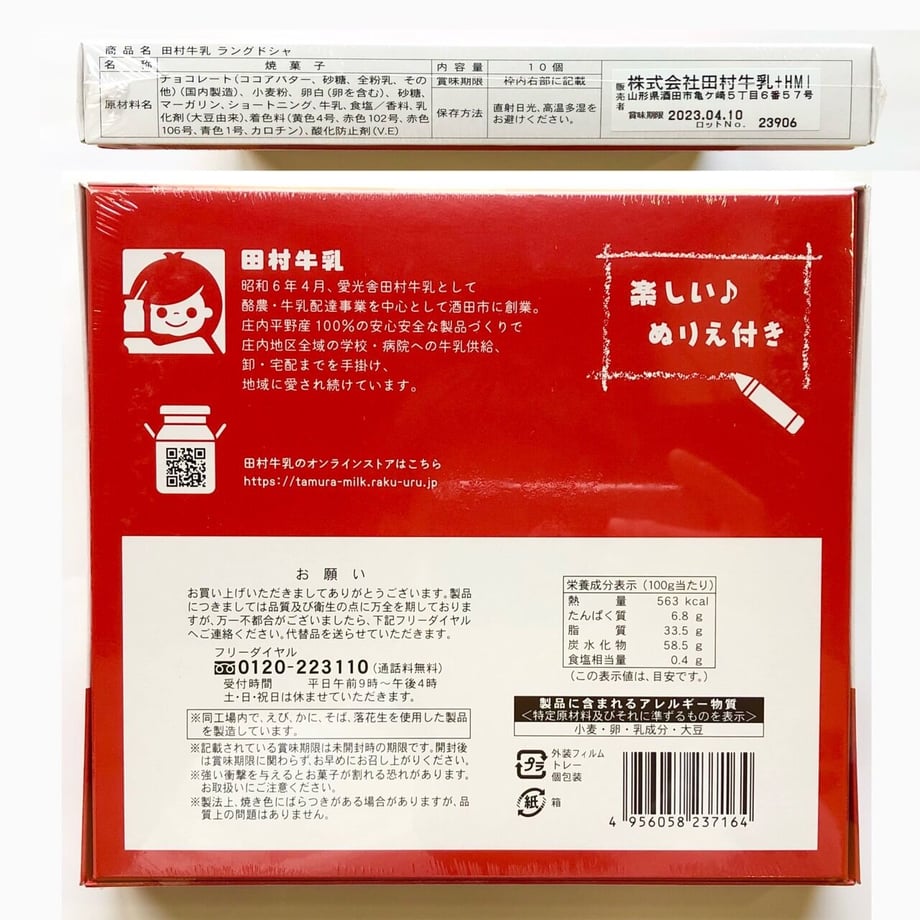 商品名 田村牛乳 ラングドシャ
名称 焼菓子
原材料名 チョコレート(ココアバター、砂糖、全粉乳、その
他)(国内製造)、小麦粉、卵白(卵を含む)、砂糖、
マーガリン、ショートニング、牛乳、食塩/香料、乳
化剤(大豆由来)、着色料(黄色4号、赤色102号、赤色
106号、青色1号、カロチン)、酸化防止剤(V.E)
内容量 10個
賞味期限 枠内右部に記載
保存方法 直射日光、高温多湿を
お避けください。
販売者 株式会社田村牛乳+HMI
山形県酒田市亀ケ崎5丁目6番57号
賞味期限 2023.04.10
ロットNo. 23906
田村牛乳
昭和6年4月、愛光舎田村牛乳として
酪農・牛乳配達事業を中心として酒田市に創業。
庄内平野産100%の安心安全な製品づくりで
庄内地区全域の学校・病院への牛乳供給、
卸・宅配までを手掛け、
地域に愛され続けています。
楽しい♪
ぬりえ付き
田村牛乳のオンラインストアはこちら
https://tamura-milk.raku-uru.jp
お願い
お買い上げいただきましてありがとうございます。製品
につきましては品質及び衛生の点に万全を期しておりま
すが、万一不都合がございましたら、下記フリーダイヤル
へご連絡ください。代替品を送らせていただきます。
フリーダイヤル
0120-223110(通話料無料)
受付時間 平日午前9時〜午後4時
土・日・祝日は休ませていただきます。
※同工場内で、えび、かに、そば、落花生を使用した製品
を製造しています。
※記載されている賞味期限は未開封時の期限です。開封後
は賞味期限に関わらず、お早めにお召し上がりください。
※強い衝撃を与えるとお菓子が割れる恐れがあります。
お取扱いにご注意ください。
※製法上、焼き色にばらつきがある場合がありますが、品
質上の問題はありません。
栄養成分表示(100g当たり)
熱量 563 kcal
たんぱく質 6.8 g
脂質 33.5 g
炭水化物 58.5 g
食塩相当量 0.4 g
(この表示値は、目安です。)
製品に含まれるアレルギー物質
<特定原材料及びそれに準ずるものを表示>
小麦・卵・乳成分・大豆
プラ 外装フィルム
トレー
個包装
紙 箱
4 956058 237164